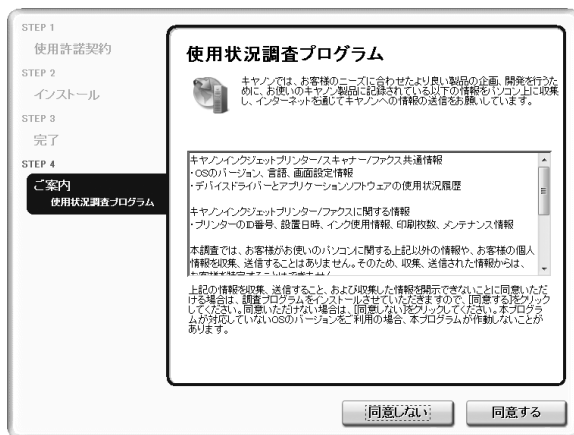 STEP 1
使用許諾契約
STEP 2
インストール
STEP 3
完了
STEP 4
ご案内
使用状況調査プログラム
使用状況調査プログラム
キヤノンでは、お客様のニーズに合わせたより良い製品の企画、開発を行うた
めに、お使いのキヤノン製品に記録されている以下の情報をパソコン上に収集
し、インターネットを通じてキヤノンへの情報の送信をお願いしています。
キヤノンインクジェットプリンター/スキャナー/ファクス共通情報
・OSのバージョン、言語、画面設定情報
・デバイスドライバーとアプリケーションソフトウェアの使用状況履歴
キヤノンインクジェットプリンター/ファクスに関する情報
・プリンターのID番号、設置日時、インク使用情報、印刷枚数、メンテナンス情報
本調査では、お客様がお使いのパソコンに関する上記以外の情報や、お客様の個人
情報を収集、送信することはありません。そのため、収集、送信された情報からは、
上記の情報を収集、送信すること、および収集した情報を開示できないことに同意いただ
ける場合は、調査プログラムをインストールさせていただきますので、[同意する]をクリック
してください。同意いただけない場合は、[同意しない]をクリックしてください。本プログラ
ムが対応していないOSのバージョンをご利用の場合、本プログラムが作動しないことが
あります。
同意しない
同意する